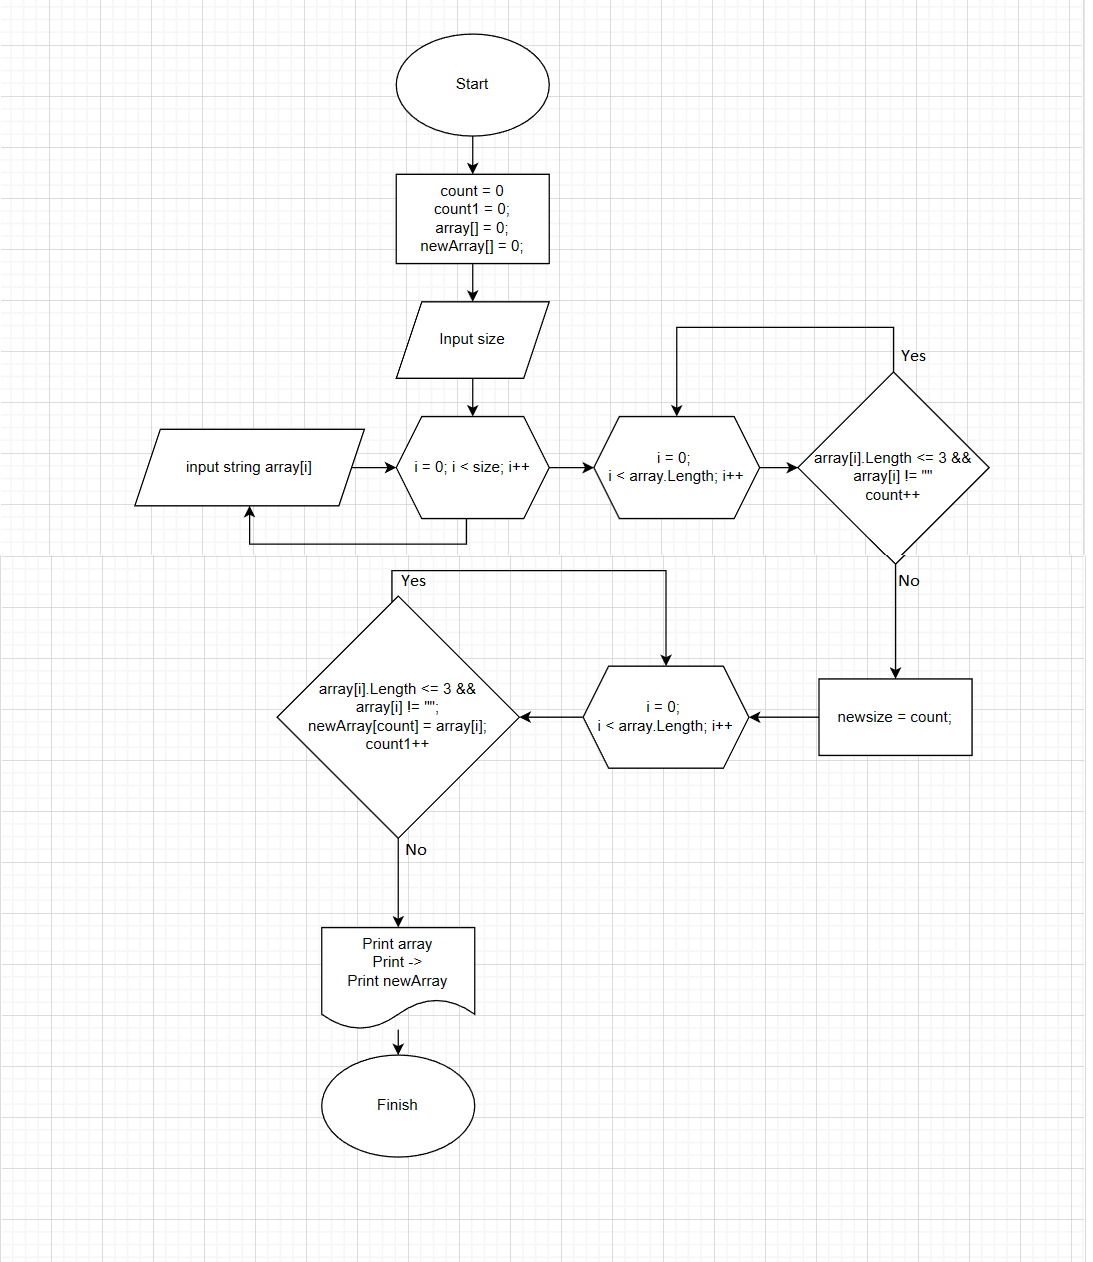 Start
count = 0
count1 = 0;
array[] = 0;
newArray[] = 0;
Input size
input string array[i]
i = 0; i < size; i++
i = 0;
i < array.Length; i++
Yes
array[i].Length <= 3 &&
array[i] != ""
count++
No
newsize = count;
i = 0;
i < array.Length; i++
Yes
array[i].Length <= 3 &&
array[i] != "";
newArray[count] = array[i];
count1++
No
Print array
Print ->
Print newArray
Finish